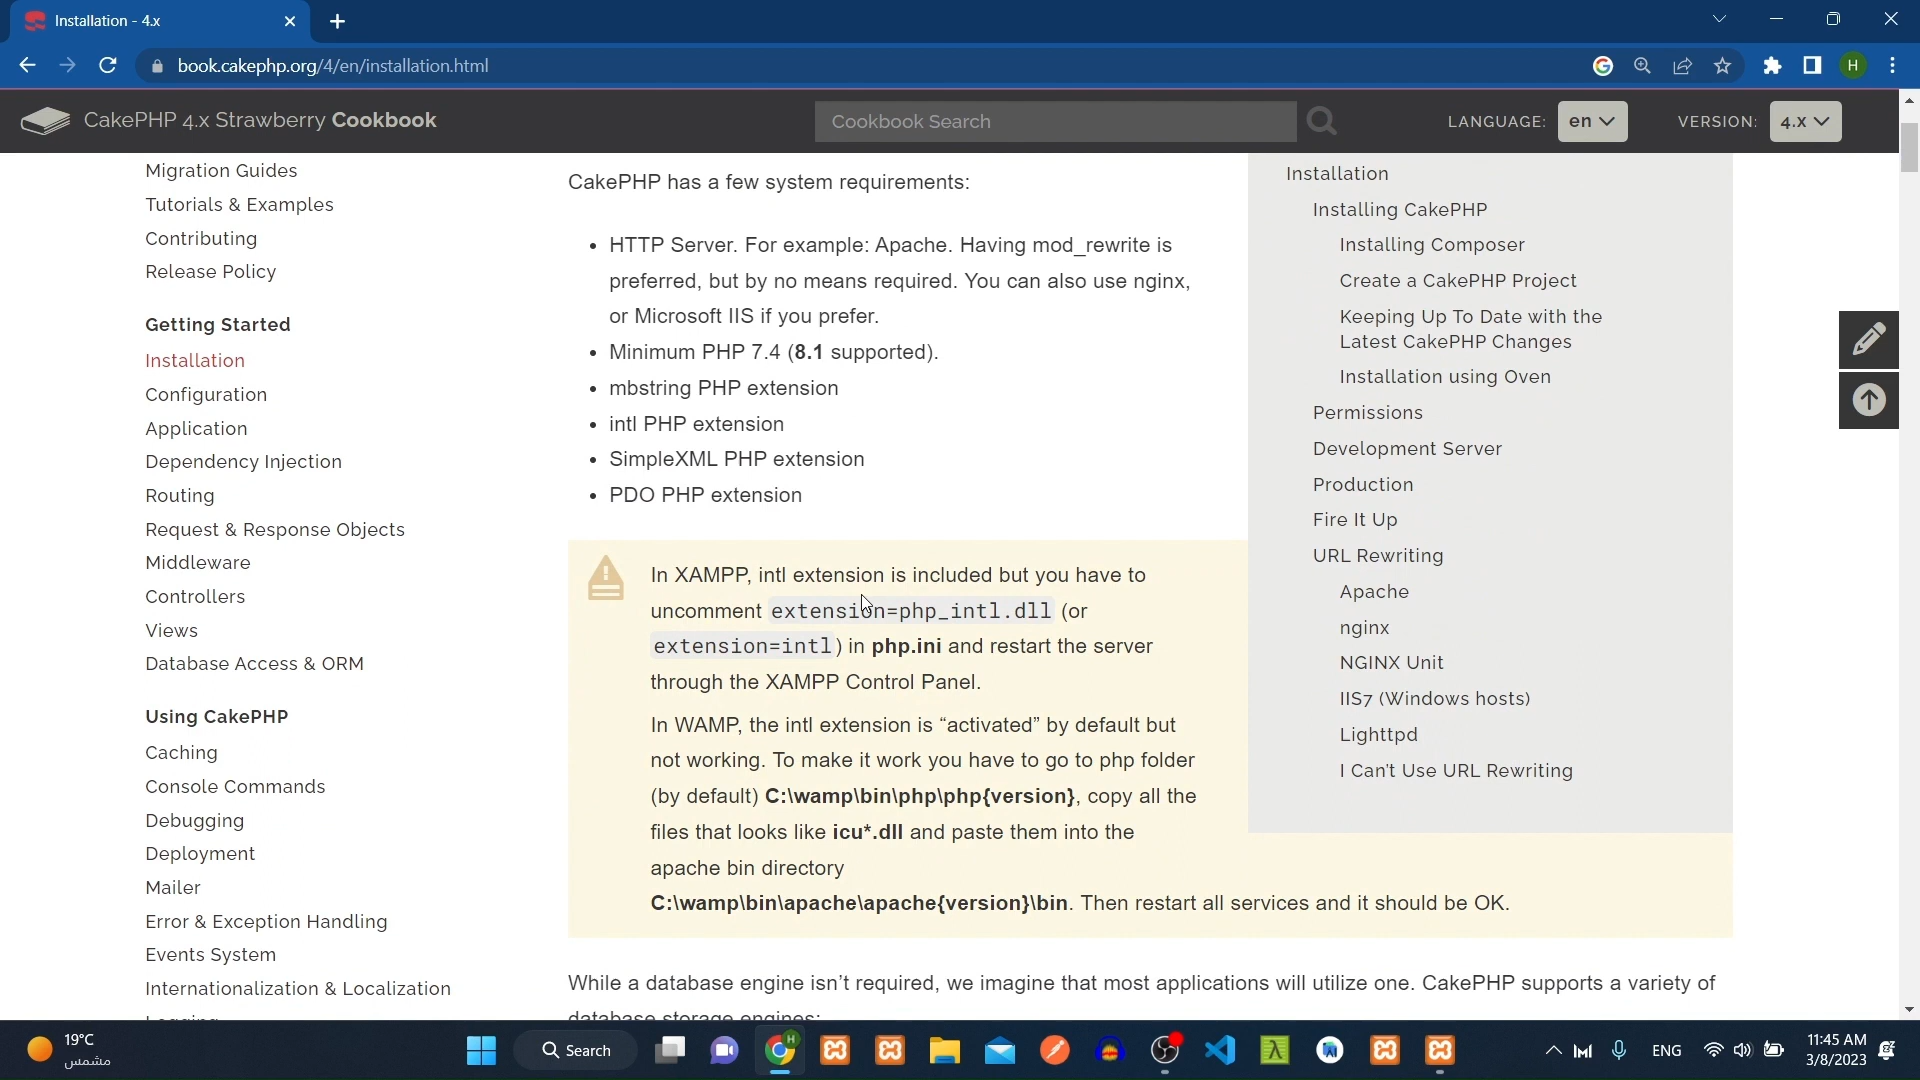 Installation - 4.x
book.cakephp.org/4/en/installation.html
H
CakePHP 4.x Strawberry Cookbook
Cookbook Search
LANGUAGE:
en
VERSION:
4.x
Migration Guides
Tutorials & Examples
Contributing
Release Policy
Getting Started
Installation
Configuration
Application
Dependency Injection
Routing
Request & Response Objects
Middleware
Controllers
Views
Database Access & ORM
Using CakePHP
Caching
Console Commands
Debugging
Deployment
Mailer
Error & Exception Handling
Events System
Internationalization & Localization
Logging
CakePHP has a few system requirements:
• HTTP Server. For example: Apache. Having mod_rewrite is
preferred, but by no means required. You can also use nginx,
or Microsoft IIS if you prefer.
• Minimum PHP 7.4 (8.1 supported).
• mbstring PHP extension
• intl PHP extension
• SimpleXML PHP extension
• PDO PHP extension
In XAMPP, intl extension is included but you have to
uncomment extension=php_intl.dll (or
extension=intl) in php.ini and restart the server
through the XAMPP Control Panel.
In WAMP, the intl extension is “activated” by default but
not working. To make it work you have to go to php folder
(by default) C:\wamp\bin\php\php{version}, copy all the
files that looks like icu*.dll and paste them into the
apache bin directory
C:\wamp\bin\apache\apache{version}\bin. Then restart all services and it should be OK.
While a database engine isn’t required, we imagine that most applications will utilize one. CakePHP supports a variety of
database storage engines:
Installation
Installing CakePHP
Installing Composer
Create a CakePHP Project
Keeping Up To Date with the
Latest CakePHP Changes
Installation using Oven
Permissions
Development Server
Production
Fire It Up
URL Rewriting
Apache
nginx
NGINX Unit
IIS7 (Windows hosts)
Lighttpd
I Can’t Use URL Rewriting
19°C
مشمس
Search
ENG
11:45 AM
3/8/2023